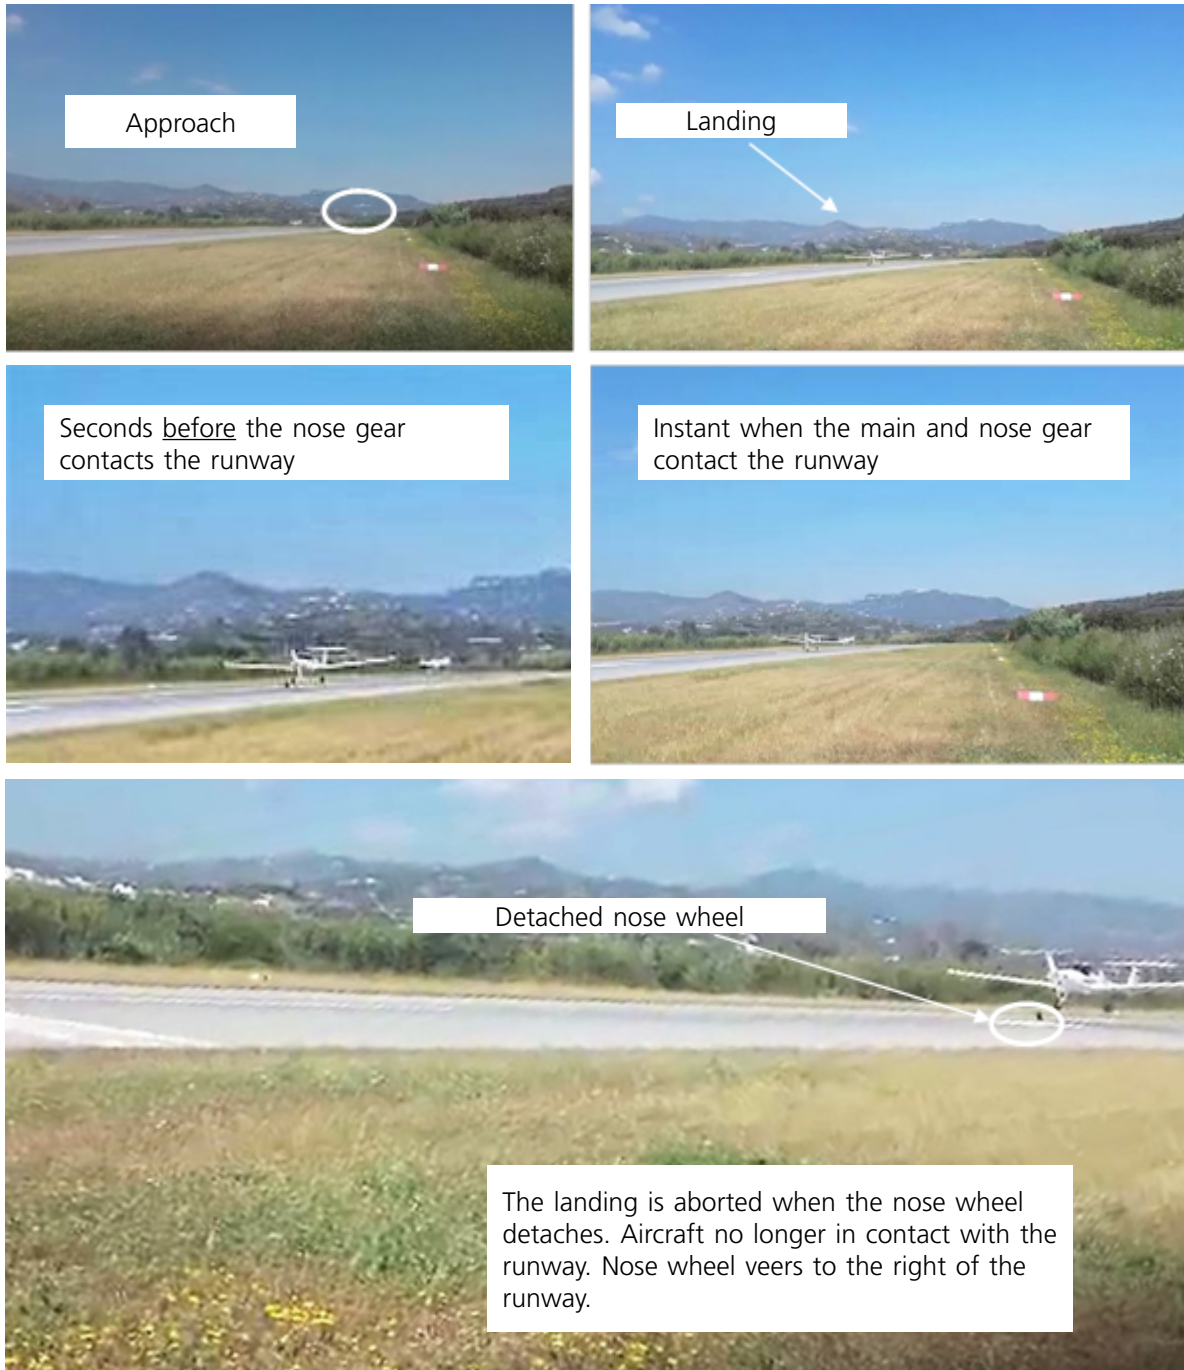 Approach
Landing
Seconds before the nose gear
contacts the runway
Instant when the main and nose gear
contact the runway
Detached nose wheel
The landing is aborted when the nose wheel
detaches. Aircraft no longer in contact with the
runway. Nose wheel veers to the right of the
runway.